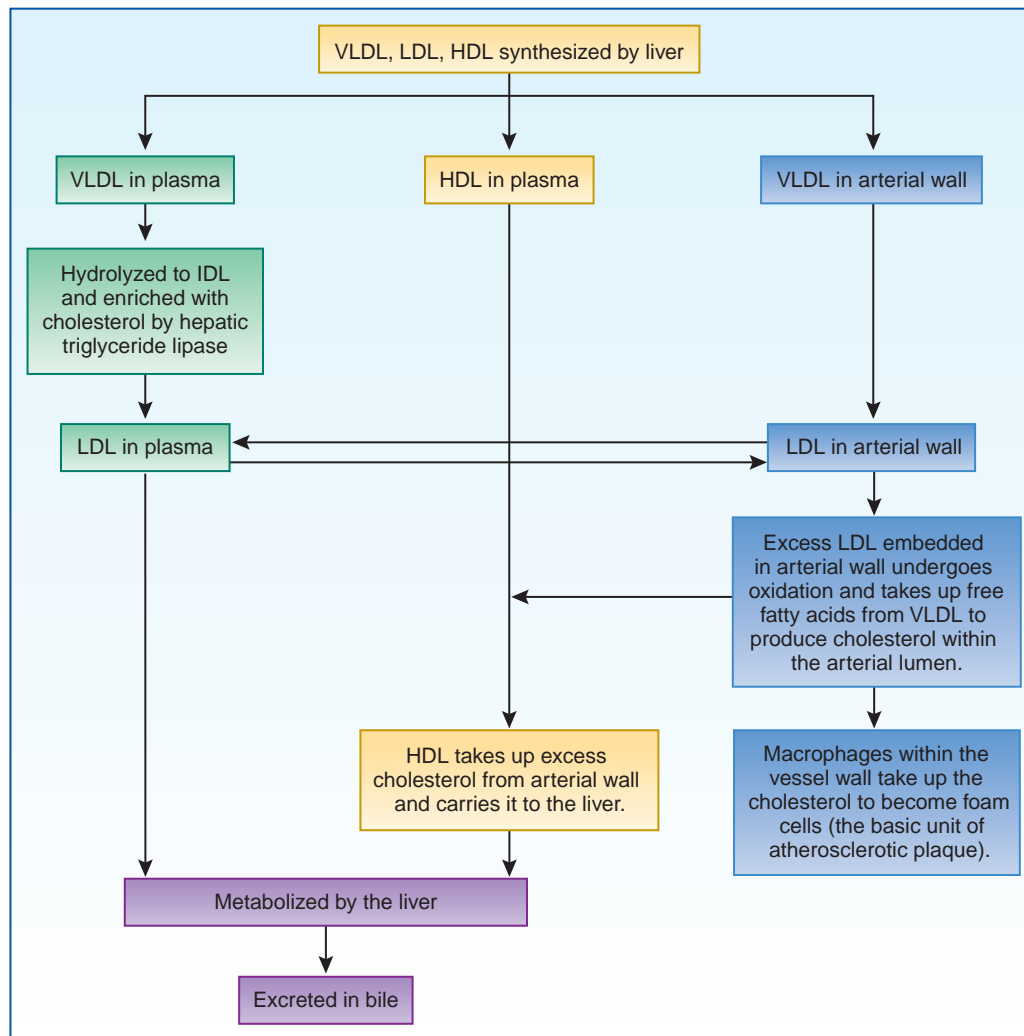 VLDL, LDL, HDL synthesized by liver
VLDL in plasma
HDL in plasma
VLDL in arterial wall
Hydrolyzed to IDL
and enriched with
cholesterol by hepatic
triglyceride lipase
LDL in plasma
LDL in arterial wall
Excess LDL embedded
in arterial wall undergoes
oxidation and takes up free
fatty acids from VLDL to
produce cholesterol within
the arterial lumen.
HDL takes up excess
cholesterol from arterial wall
and carries it to the liver.
Macrophages within the
vessel wall take up the
cholesterol to become foam
cells (the basic unit of
atherosclerotic plaque).
Metabolized by the liver
Excreted in bile